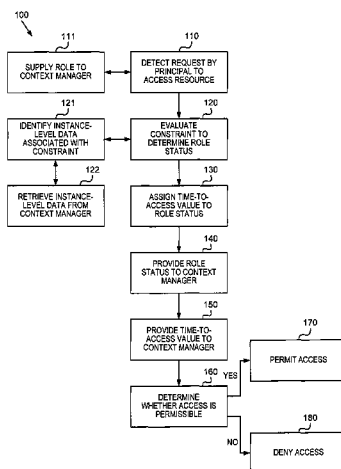 100
111
SUPPLY ROLE TO
CONTEXT MANAGER
110
DETECT REQUEST BY
PRINCIPAL TO
ACCESS RESOURCE
121
IDENTIFY INSTANCE-
LEVEL DATA
ASSOCIATED WITH
CONSTRAINT
120
EVALUATE
CONSTRAINT TO
DETERMINE ROLE
STATUS
122
RETRIEVE INSTANCE-
LEVEL DATA FROM
CONTEXT MANAGER
130
ASSIGN TIME-TO-
ACCESS VALUE TO
ROLE STATUS
140
PROVIDE ROLE
STATUS TO CONTEXT
MANAGER
150
PROVIDE TIME-TO-
ACCESS VALUE TO
CONTEXT MANAGER
160
DETERMINE
WHETHER ACCESS IS
PERMISSIBLE
YES
170
PERMIT ACCESS
NO
180
DENY ACCESS